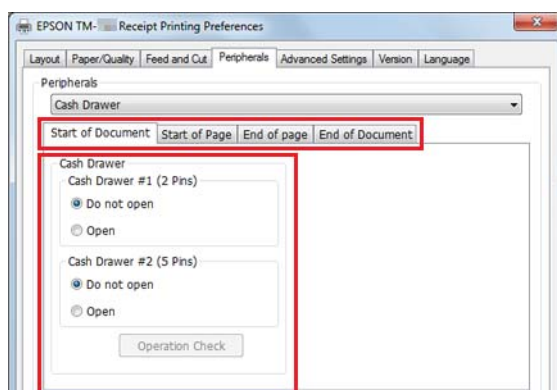 EPSON TM- Receipt Printing Preferences
Layout Paper/Quality Feed and Cut Peripherals Advanced Settings Version Language
Peripherals
Cash Drawer
Start of Document Start of Page End of page End of Document
Cash Drawer
Cash Drawer #1 (2 Pins)
Do not open
Open
Cash Drawer #2 (5 Pins)
Do not open
Open
Operation Check